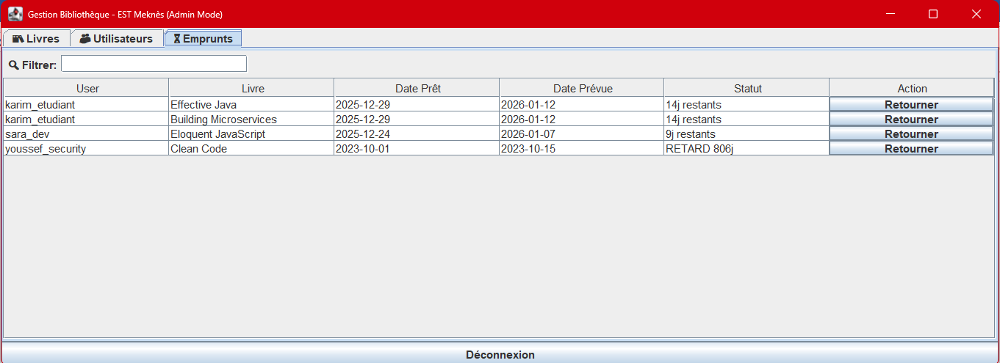 Gestion Bibliothèque - EST Meknès (Admin Mode)
Livres Utilisateurs Emprunts
Filtrer:
User Livre Date Prêt Date Prévue Statut Action
karim_etudiant Effective Java 2025-12-29 2026-01-12 14j restants Retourner
karim_etudiant Building Microservices 2025-12-29 2026-01-12 14j restants Retourner
sara_dev Eloquent JavaScript 2025-12-24 2026-01-07 9j restants Retourner
youssef_security Clean Code 2023-10-01 2023-10-15 RETARD 806j Retourner
Déconnexion